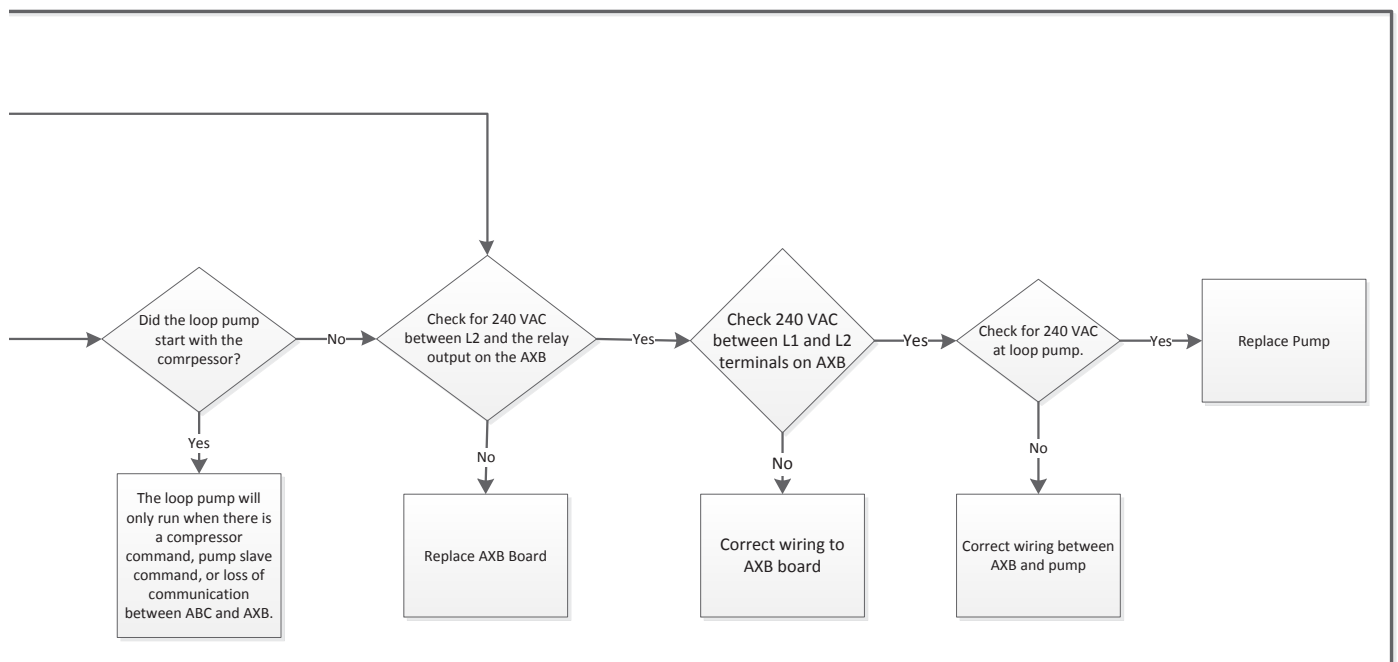 Did the loop pump
start with the
comrpessor?
No
Check for 240 VAC
between L2 and the relay
output on the AXB
Yes
Check 240 VAC
between L1 and L2
terminals on AXB
Yes
Check for 240 VAC
at loop pump.
Yes
Replace Pump
Yes
No
No
No
The loop pump will
only run when there is
a compressor
command, pump slave
command, or loss of
communication
between ABC and AXB.
Replace AXB Board
Correct wiring to
AXB board
Correct wiring between
AXB and pump